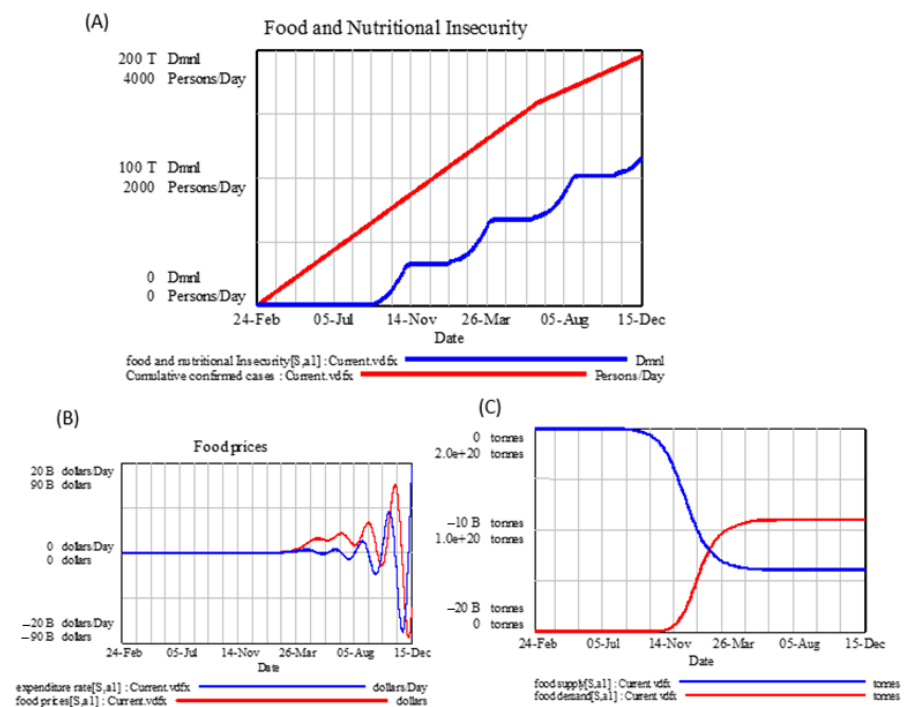 (A)
Food and Nutritional Insecurity
200 T Dmnl
4000 Persons/Day
100 T Dmnl
2000 Persons/Day
0 Dmnl
0 Persons/Day
24-Feb 05-Jul 14-Nov 26-Mar 05-Aug 15-Dec
Date
food and nutritional Insecurity[S,a1] : Current.vdfx Dmnl
Cumulative confirmed cases : Current.vdfx Persons/Day
(B)
Food prices
20 B dollars/Day
90 B dollars
0 dollars/Day
0 dollars
−20 B dollars/Day
−90 B dollars
24-Feb 05-Jul 14-Nov 26-Mar 05-Aug 15-Dec
Date
expenditure rate[S,a1] : Current.vdfx dollars/Day
food prices[S,a1] : Current.vdfx dollars
(C)
0 tonnes
2.0e+20 tonnes
−10 B tonnes
1.0e+20 tonnes
−20 B tonnes
0 tonnes
24-Feb 05-Jul 14-Nov 26-Mar 05-Aug 15-Dec
Date
food supply[S,a1] : Current.vdfx tonnes
food demand[S,a1] : Current.vdfx tonnes